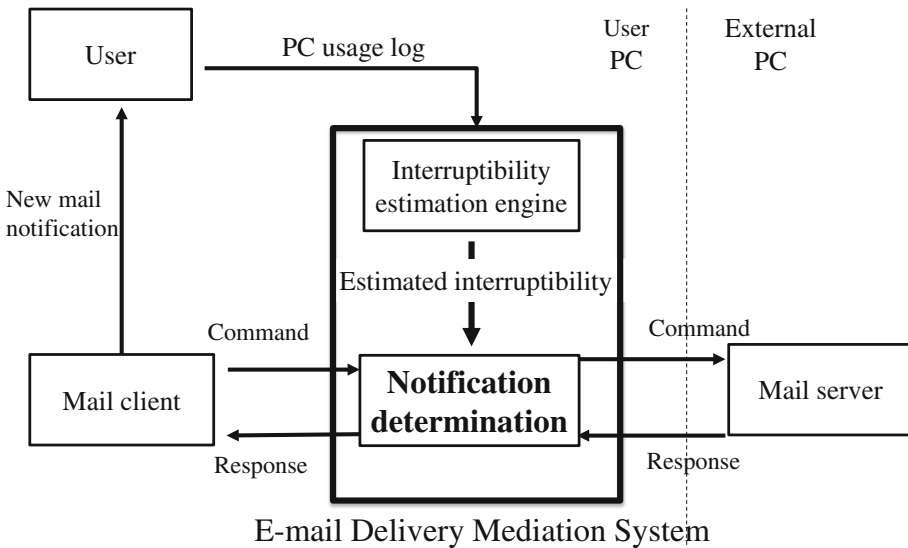 User
PC usage log
User
PC
External
PC
Interruptibility
estimation engine
New mail
notification
Estimated interruptibility
Command
Command
Mail client
Notification
determination
Mail server
Response
Response
E-mail Delivery Mediation System